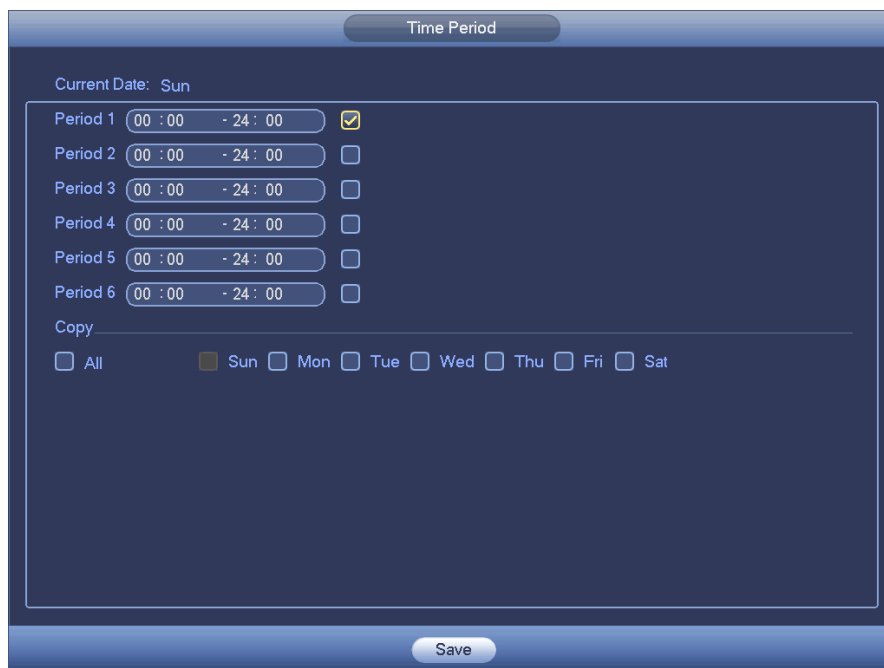 Time Period
Current Date: Sun
Period 1 00 :00 - 24 : 00
Period 2 00 :00 - 24 : 00
Period 3 00 :00 - 24 : 00
Period 4 00 :00 - 24 : 00
Period 5 00 :00 - 24 : 00
Period 6 00 :00 - 24 : 00
Copy
All Sun Mon Tue Wed Thu Fri Sat
Save